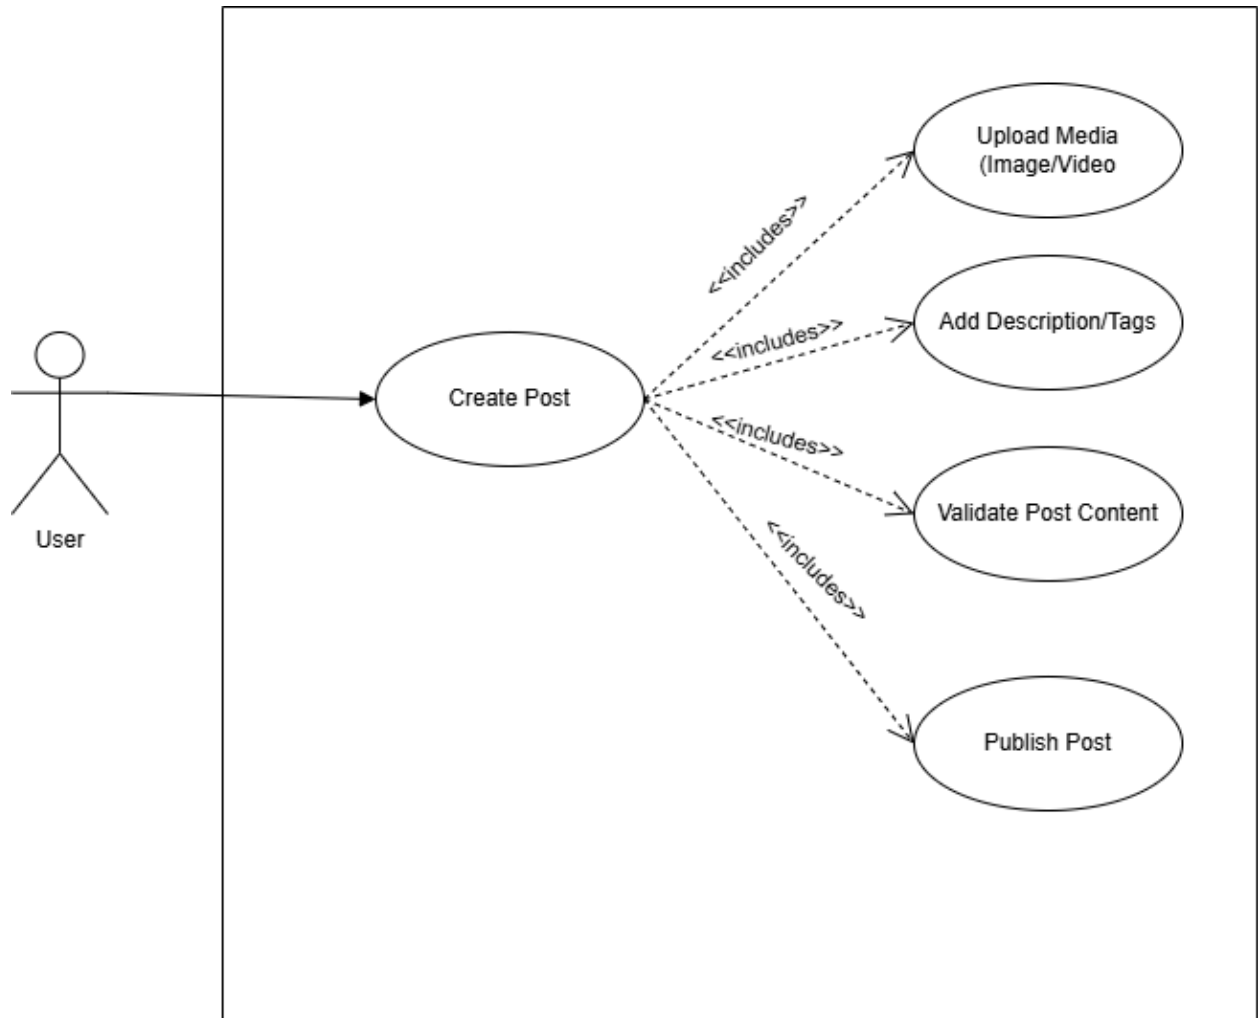 Upload Media
(Image/Video
<<includes>>
<<includes>>
Add Description/Tags
Create Post
<<includes>>
Validate Post Content
User
<<includes>>
Publish Post